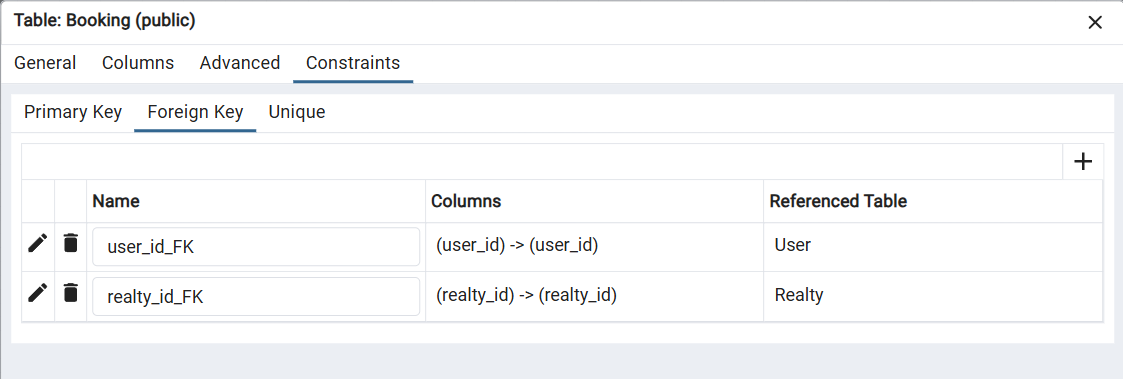 Table: Booking (public)
General Columns Advanced Constraints
Primary Key Foreign Key Unique
Name Columns Referenced Table
user_id_FK (user_id) -> (user_id) User
realty_id_FK (realty_id) -> (realty_id) Realty